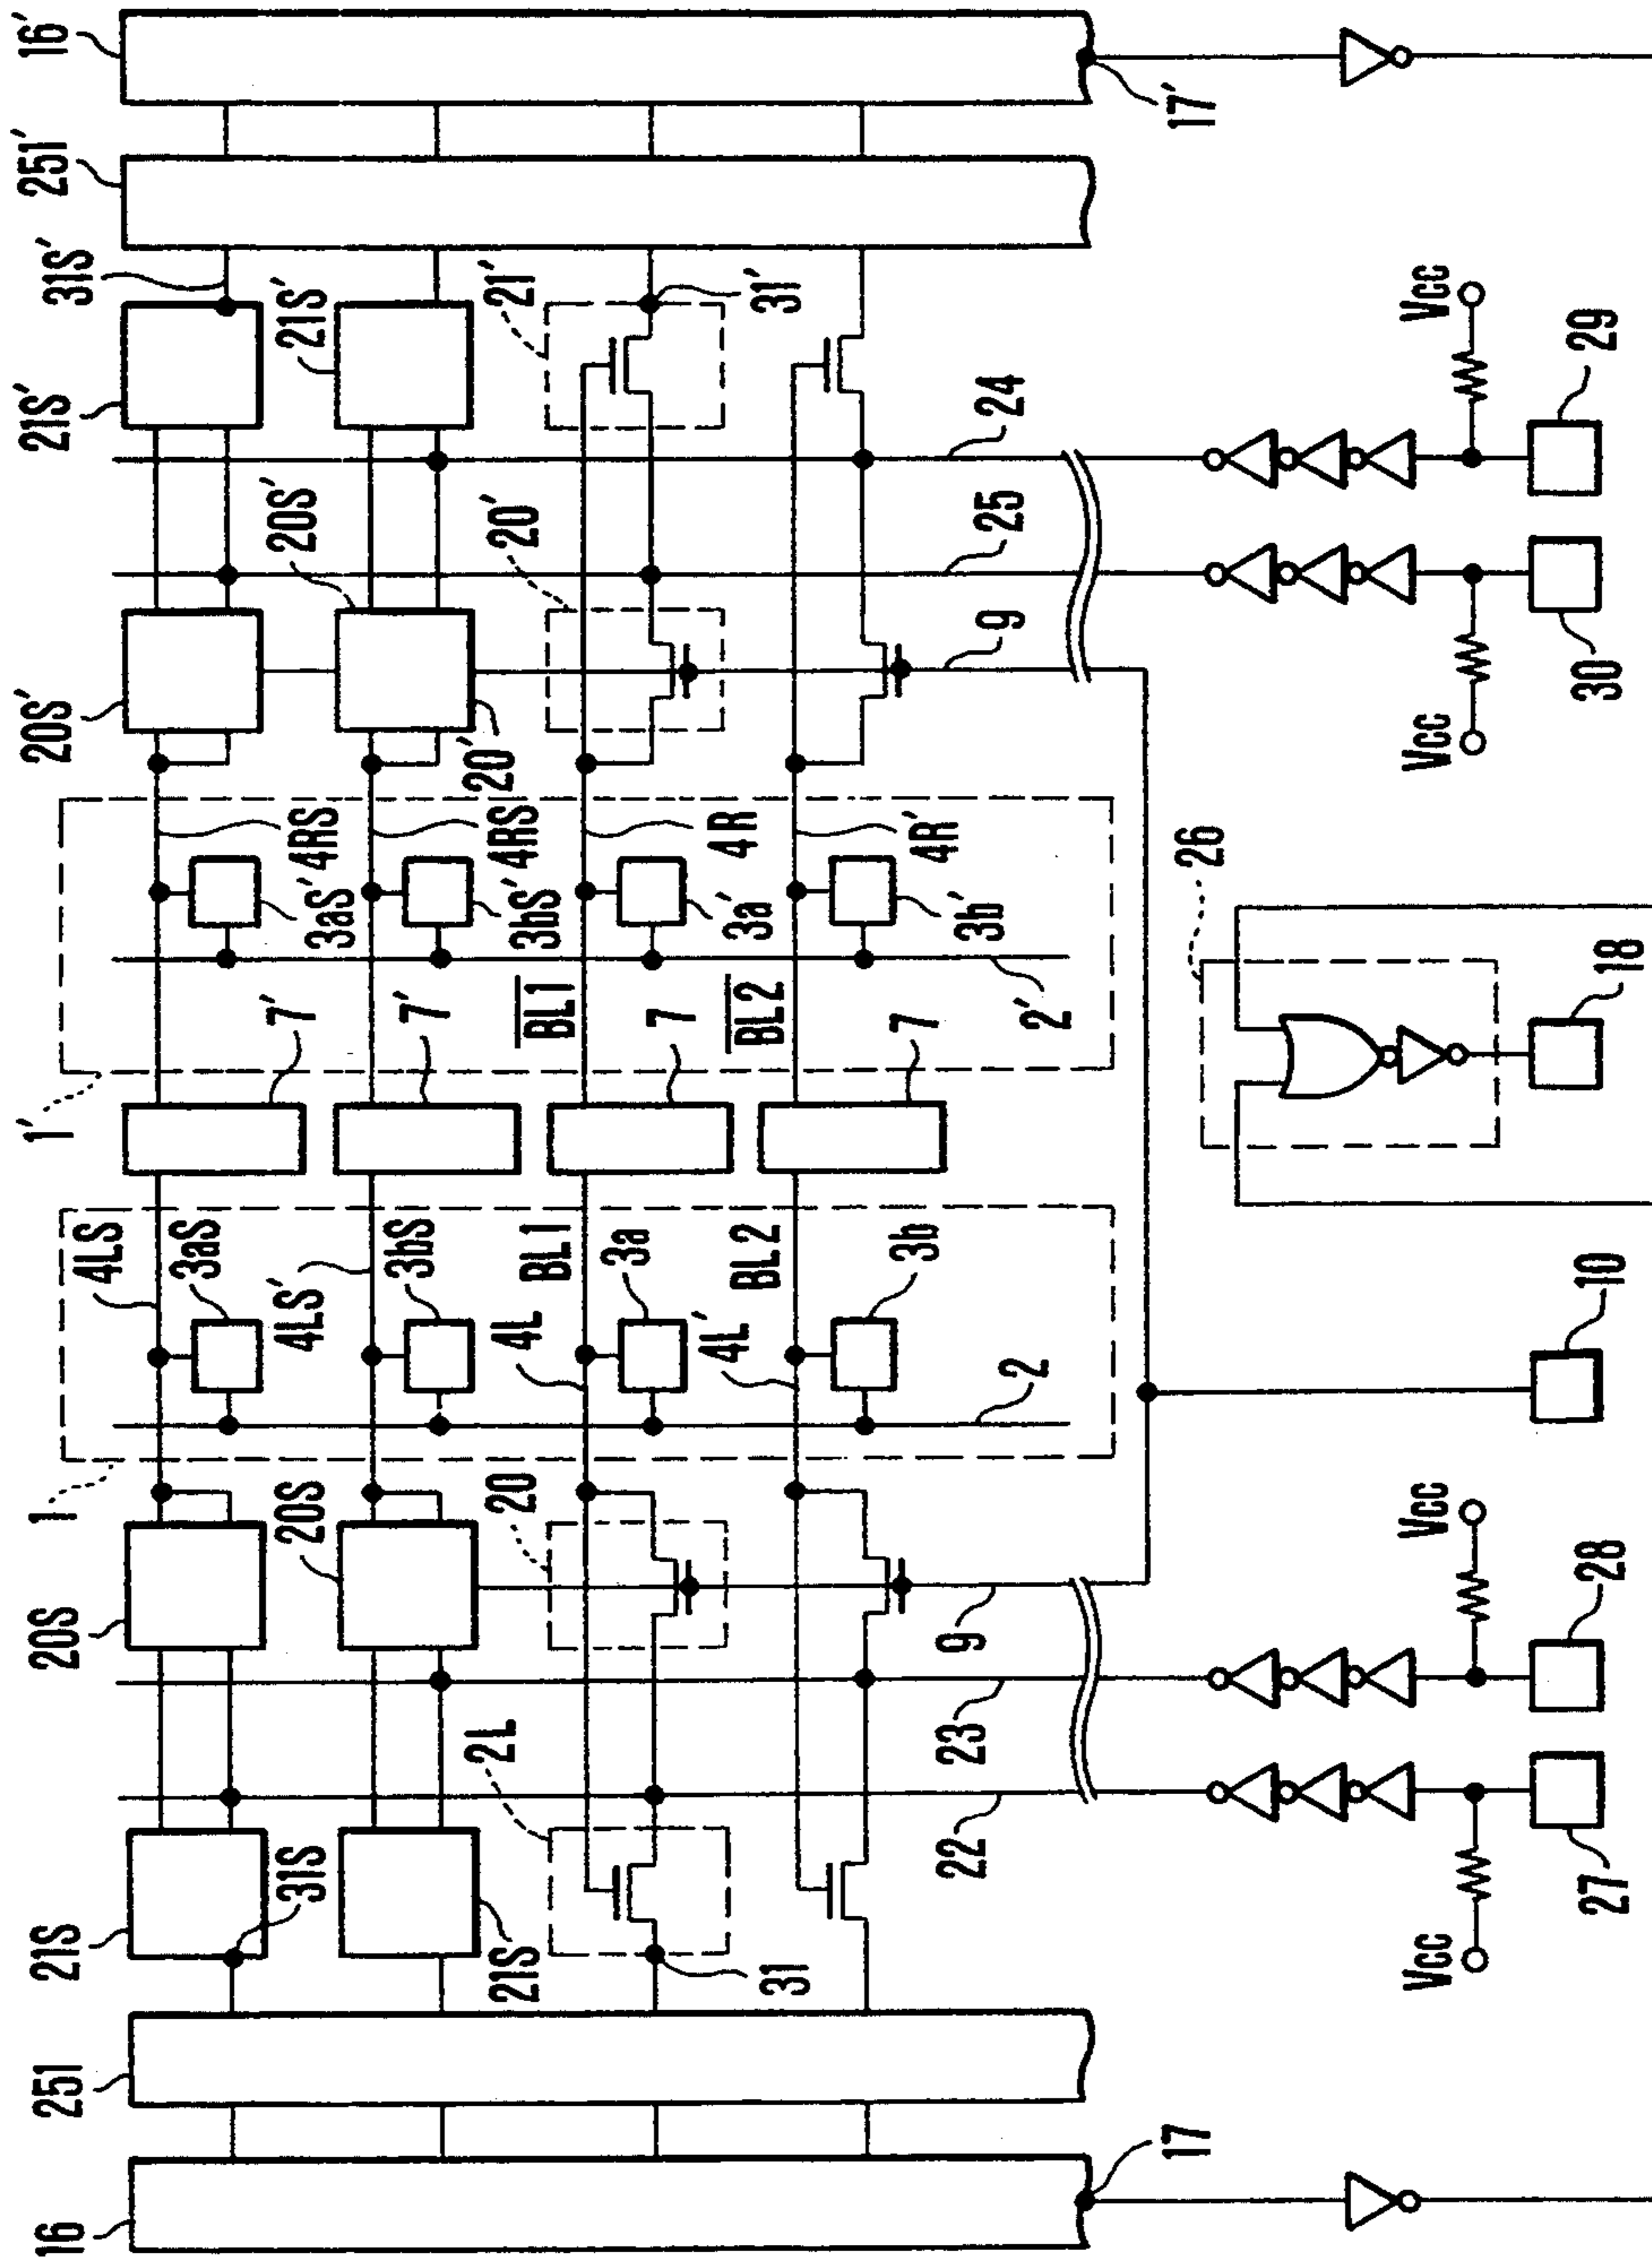 16
251
21S
20S
1
1'
20S'
21S'
31S'
251'
16'
4LS
3aS
31S
20S
4LS'
7'
3aS'
4RS
20S'
21S'
3bS
7'
2L
21S
20
4L
BL1
BL1
3bS'
4RS
20'
20'
21'
3a
7
3a'
4R
31
4L'
BL2
BL2
31'
3b
7
3b'
4R'
22
23
9
2
2'
9
25
24
17
26
17'
Vcc
Vcc
Vcc
Vcc
27
28
10
18
30
29